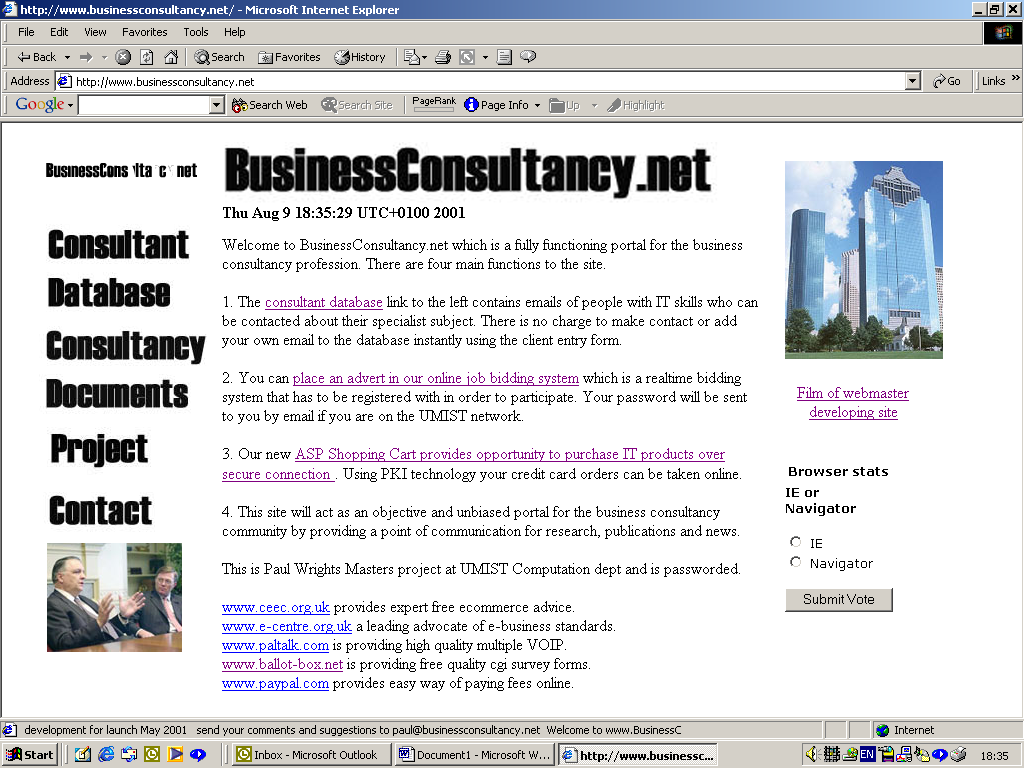 http://www.businessconsultancy.net/ - Microsoft Internet Explorer
File Edit View Favorites Tools Help
Back Search Favorites History
Address http://www.businessconsultancy.net Go Links »
Google Search Web Search Site PageRank Page Info Up Highlight
BusinessConsultancy.net
Thu Aug 9 18:35:29 UTC+0100 2001
Consultant
Database
Consultancy
Documents
Project
Contact
Welcome to BusinessConsultancy.net which is a fully functioning portal for the business
consultancy profession. There are four main functions to the site.
1. The consultant database link to the left contains emails of people with IT skills who can
be contacted about their specialist subject. There is no charge to make contact or add
your own email to the database instantly using the client entry form.
2. You can place an advert in our online job bidding system which is a realtime bidding
system that has to be registered with in order to participate. Your password will be sent
to you by email if you are on the UMIST network.
3. Our new ASP Shopping Cart provides opportunity to purchase IT products over
secure connection . Using PKI technology your credit card orders can be taken online.
4. This site will act as an objective and unbiased portal for the business consultancy
community by providing a point of communication for research, publications and news.
This is Paul Wrights Masters project at UMIST Computation dept and is passworded.
www.ceec.org.uk provides expert free ecommerce advice.
www.e-centre.org.uk a leading advocate of e-business standards.
www.paltalk.com is providing high quality multiple VOIP.
www.ballot-box.net is providing free quality cgi survey forms.
www.paypal.com provides easy way of paying fees online.
Film of webmaster
developing site
Browser stats
IE or
Navigator
IE
Navigator
Submit Vote
development for launch May 2001 send your comments and suggestions to paul@businessconsultancy.net Welcome to www.BusinessC
Internet
Start Inbox - Microsoft Outlook Document1 - Microsoft W... http://www.businessc... EN 18:35